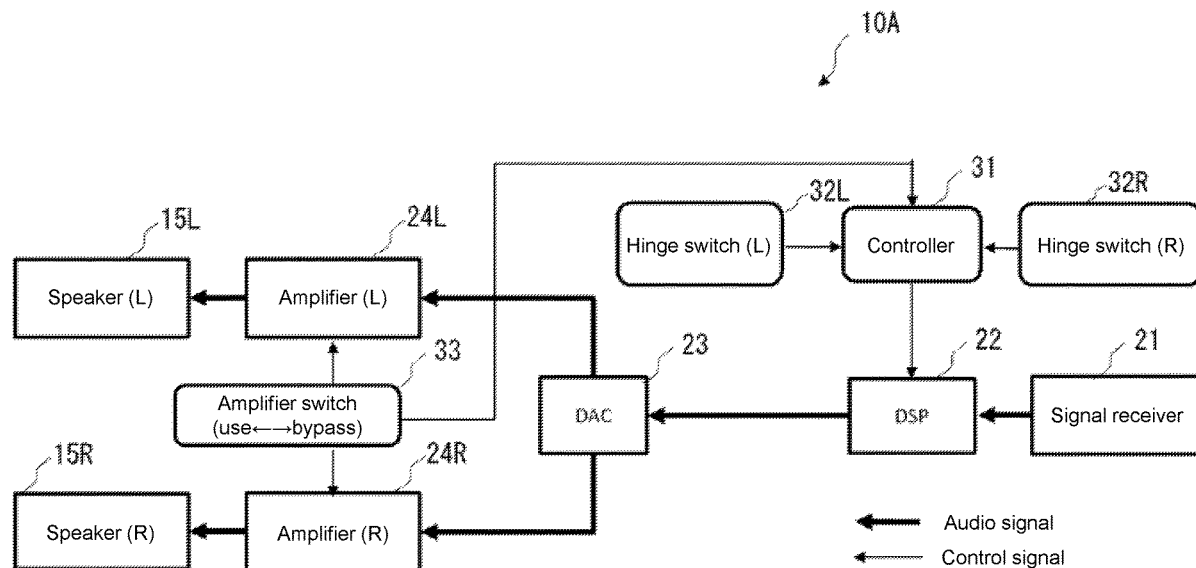 10A
31
32L
32R
Hinge switch (L)
Controller
Hinge switch (R)
15L
24L
Speaker (L)
Amplifier (L)
33
23
22
21
Amplifier switch
(use←→bypass)
DAC
DSP
Signal receiver
15R
24R
Speaker (R)
Amplifier (R)
Audio signal
Control signal